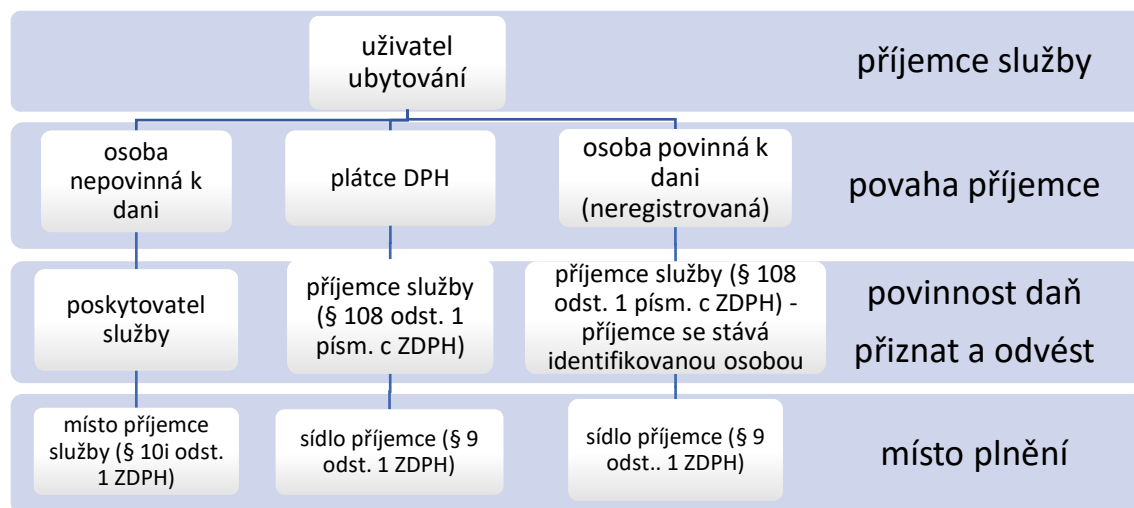 uživatel
ubytování
příjemce služby
osoba
nepovinná k
dani
plátce DPH
osoba povinná k
dani
(neregistrovaná)
povaha příjemce
poskytovatel
služby
příjemce služby
(§ 108 odst. 1
písm. c ZDPH)
příjemce služby (§ 108
odst. 1 písm. c ZDPH) -
příjemce se stává
identifikovanou osobou
povinnost daň
přiznat a odvést
místo příjemce
služby (§ 10i odst.
1 ZDPH)
sídlo příjemce (§ 9
odst. 1 ZDPH)
sídlo příjemce (§ 9
odst.. 1 ZDPH)
místo plnění